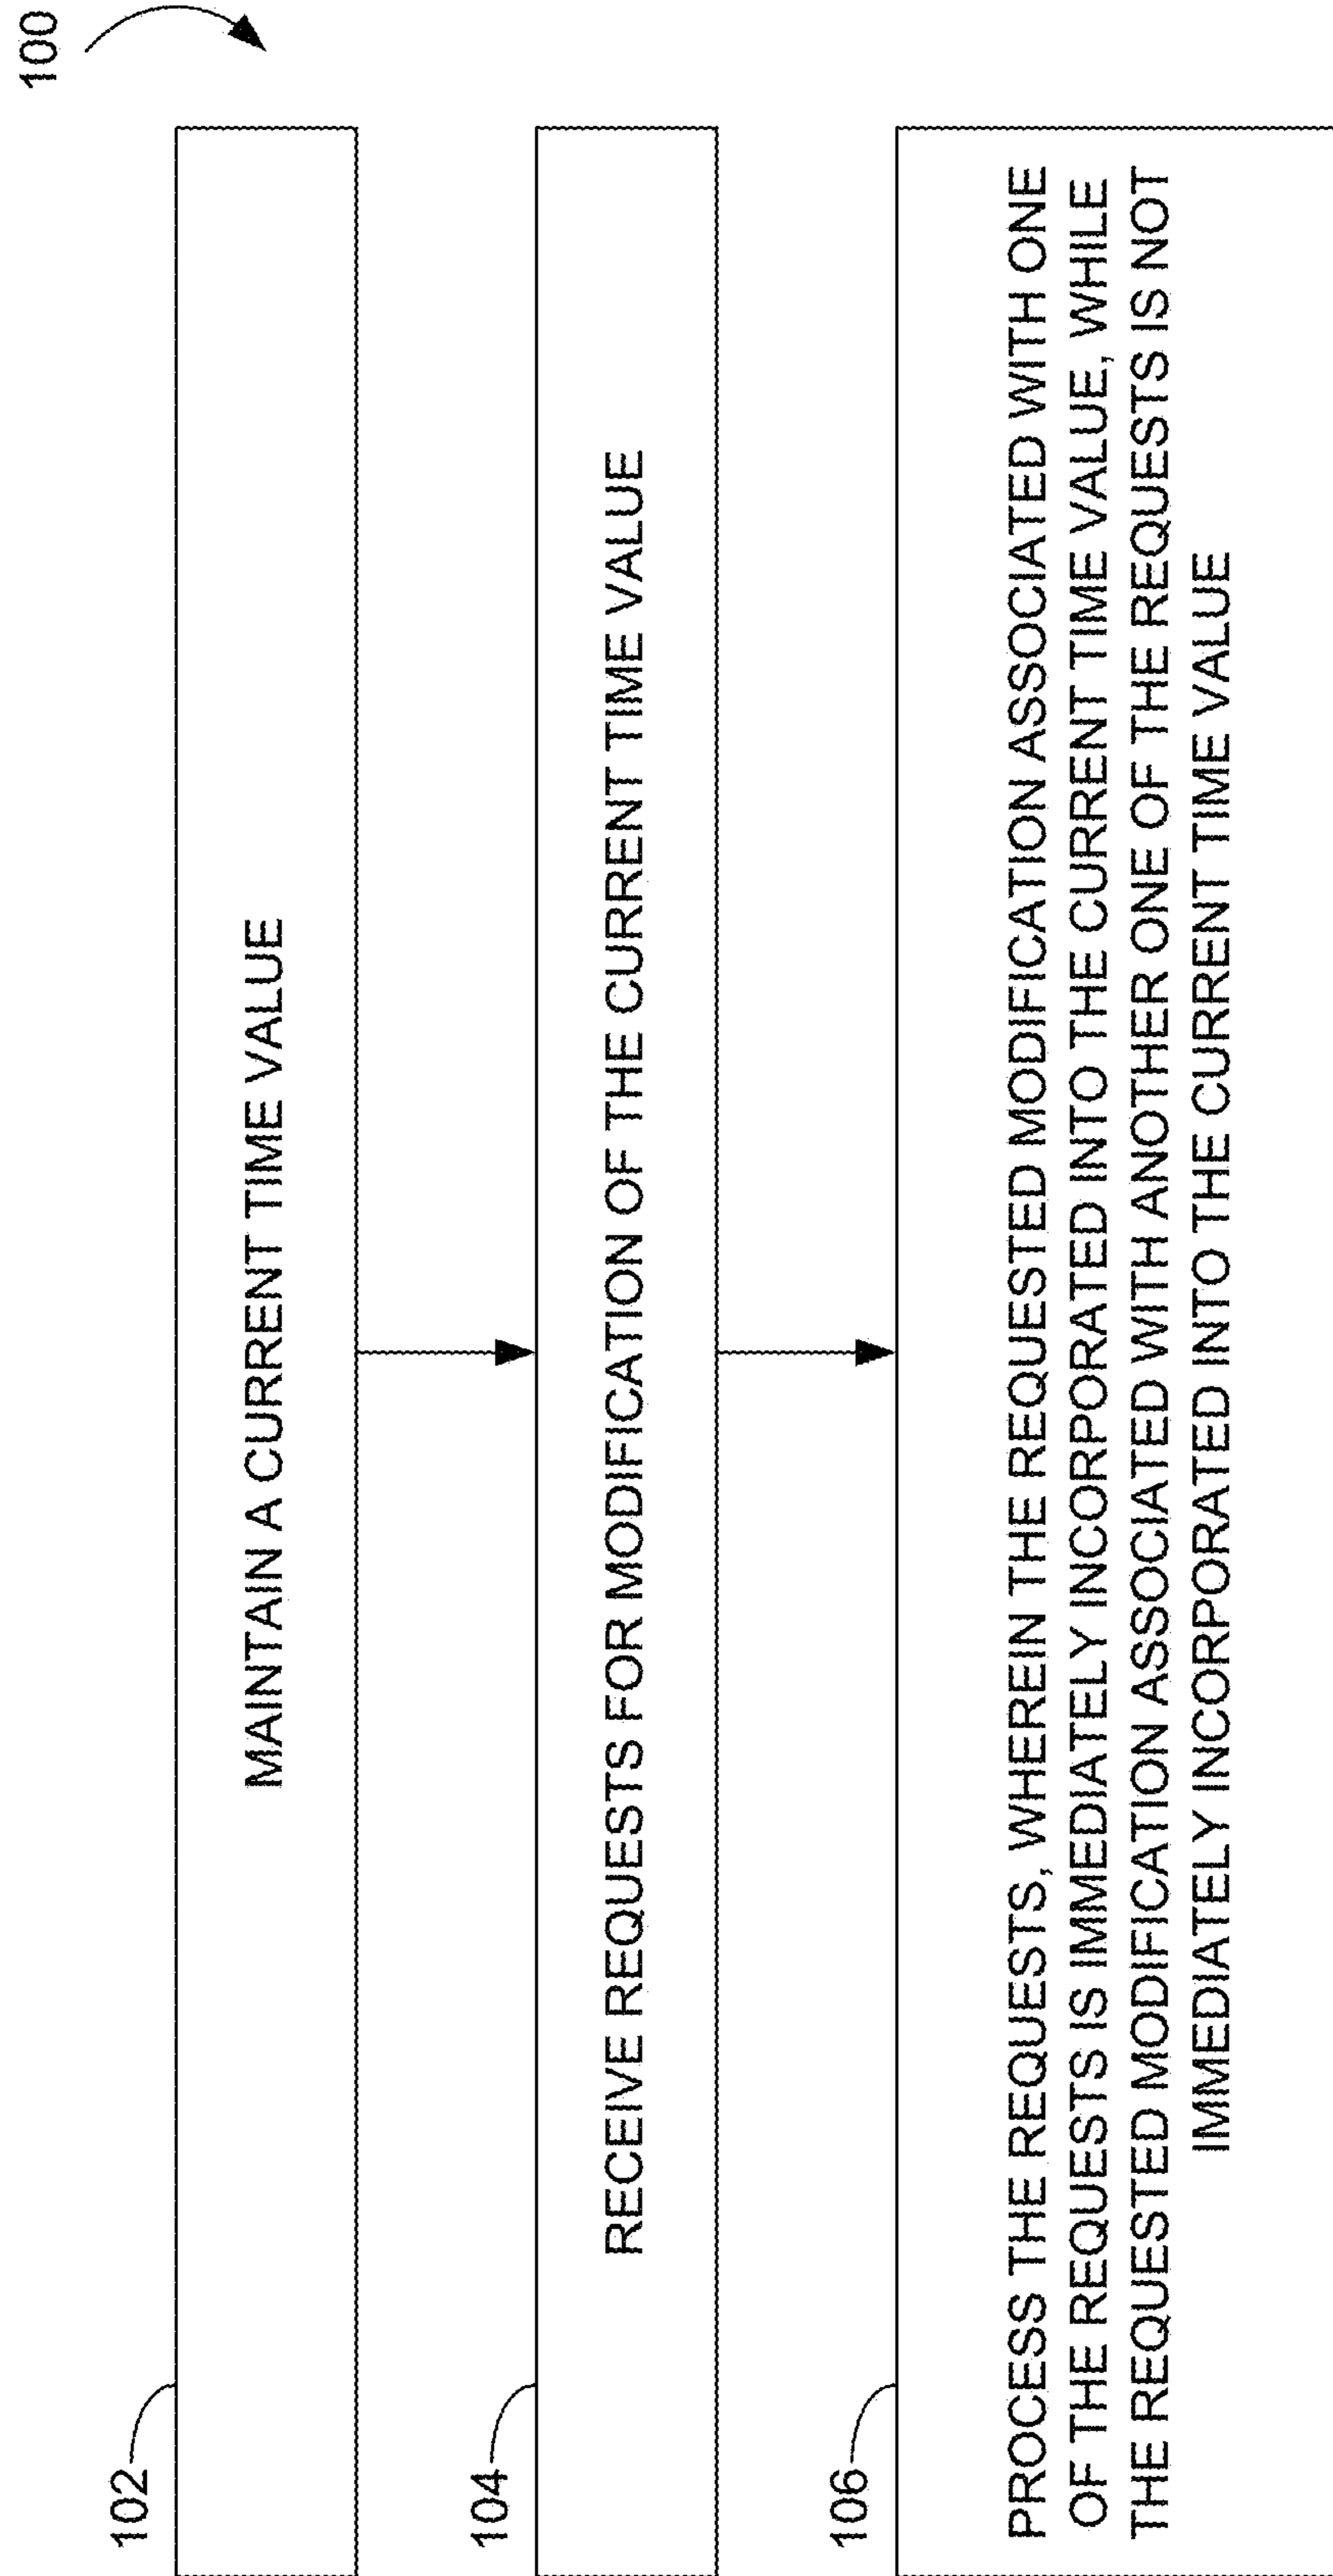 100
102
MAINTAIN A CURRENT TIME VALUE
104
RECEIVE REQUESTS FOR MODIFICATION OF THE CURRENT TIME VALUE
106
PROCESS THE REQUESTS, WHEREIN THE REQUESTED MODIFICATION ASSOCIATED WITH ONE
OF THE REQUESTS IS IMMEDIATELY INCORPORATED INTO THE CURRENT TIME VALUE, WHILE
THE REQUESTED MODIFICATION ASSOCIATED WITH ANOTHER ONE OF THE REQUESTS IS NOT
IMMEDIATELY INCORPORATED INTO THE CURRENT TIME VALUE